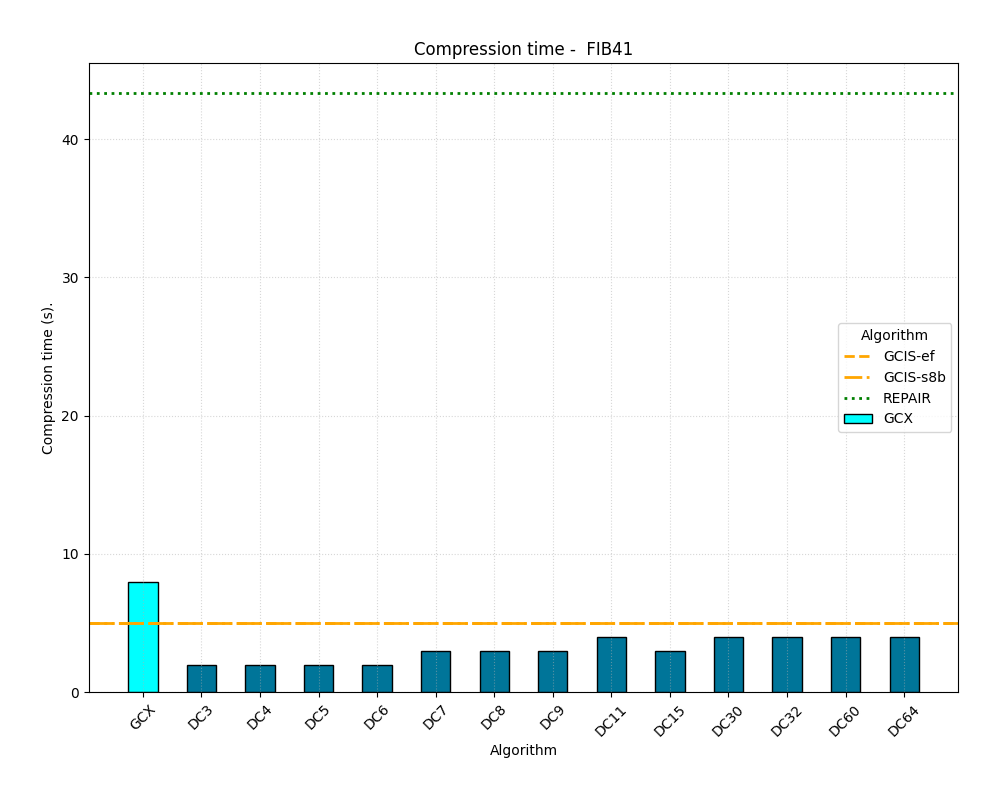 Compression time -  FIB41
Compression time (s).
40
30
20
10
0
Algorithm
GCIS-ef
GCIS-s8b
REPAIR
GCX
GCX
DC3
DC4
DC5
DC6
DC7
DC8
DC9
DC11
DC15
DC30
DC32
DC60
DC64
Algorithm